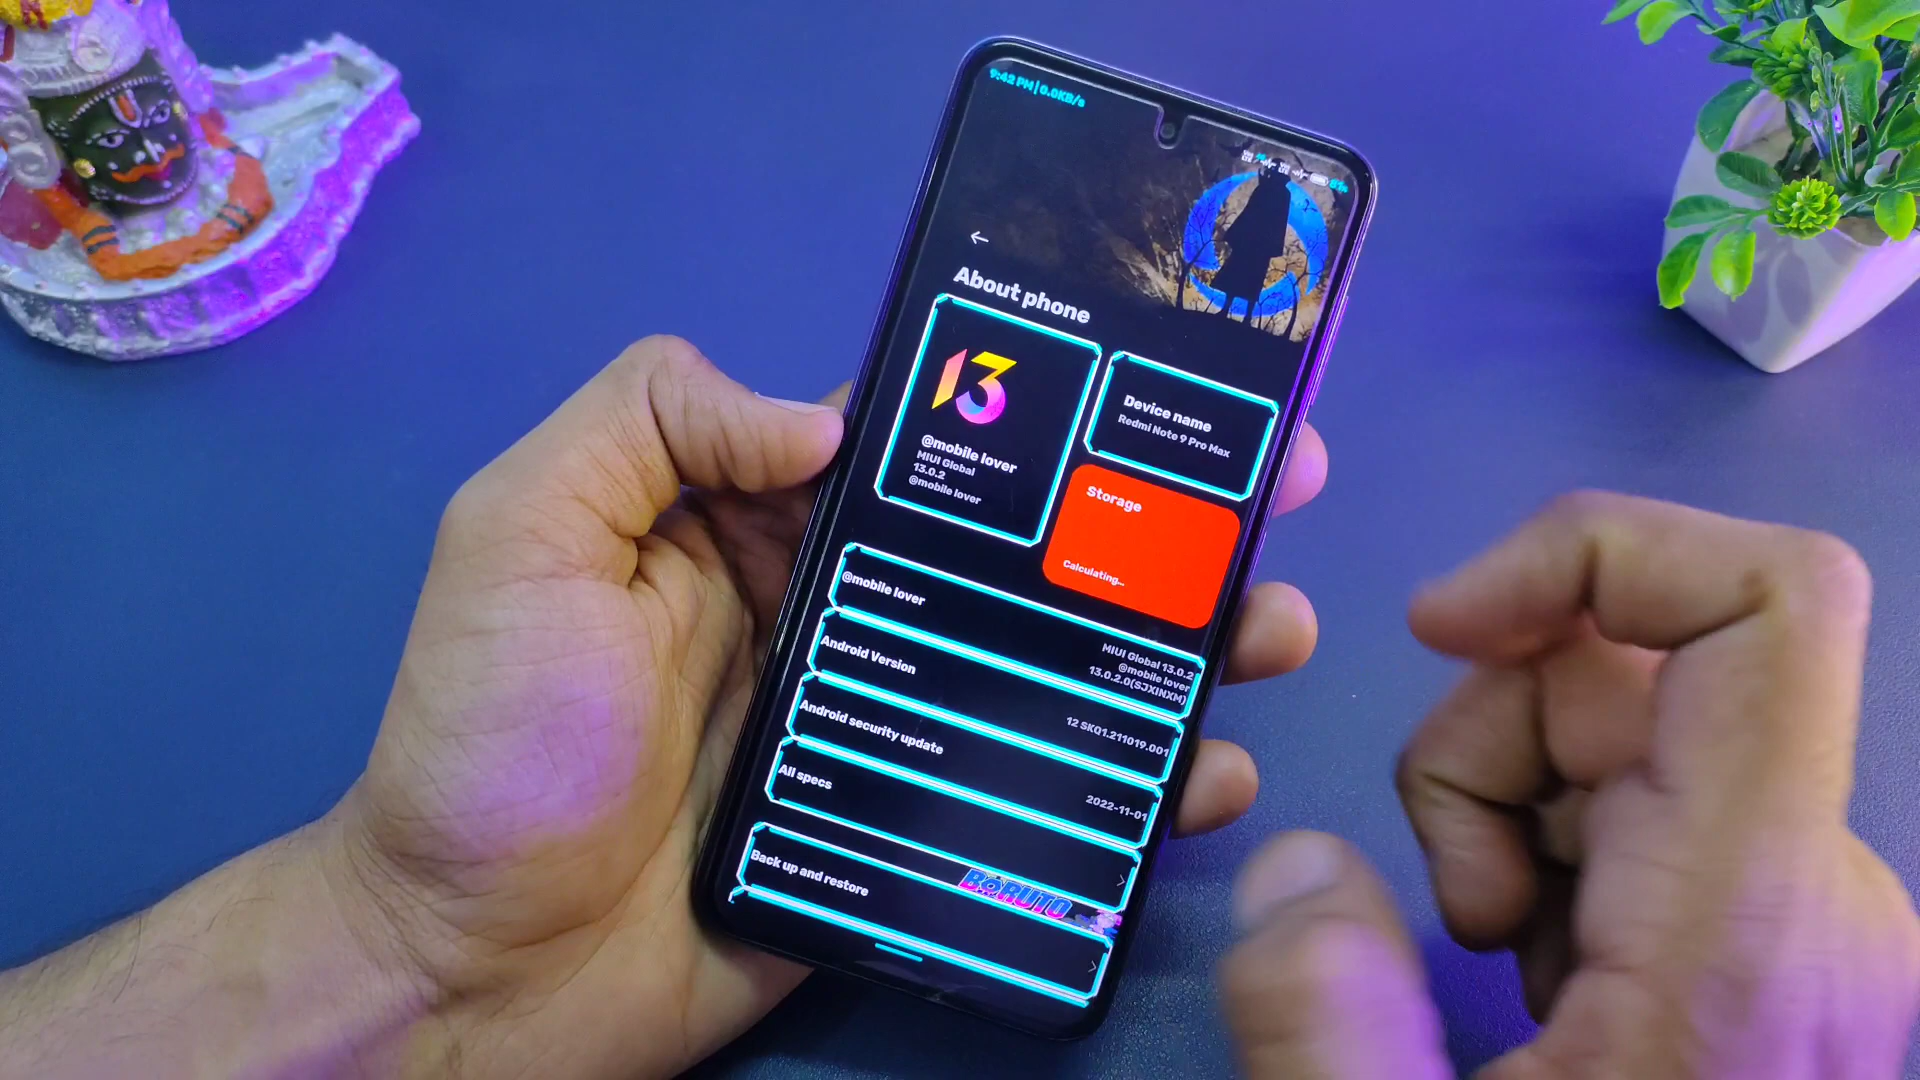 9:42 PM|0.0KB/s
About phone
13
@mobile lover
MIUI Global
13.0.2
@mobile lover
Device name
Redmi Note 9 Pro Max
Storage
Calculating...
@mobile lover
MIUI Global 13.0.2
@mobile lover
13.0.2.0(SJXINXM)
Android Version
12 SKQ1.211019.001
Android security update
2022-11-01
All specs
Back up and restore
BORUTO